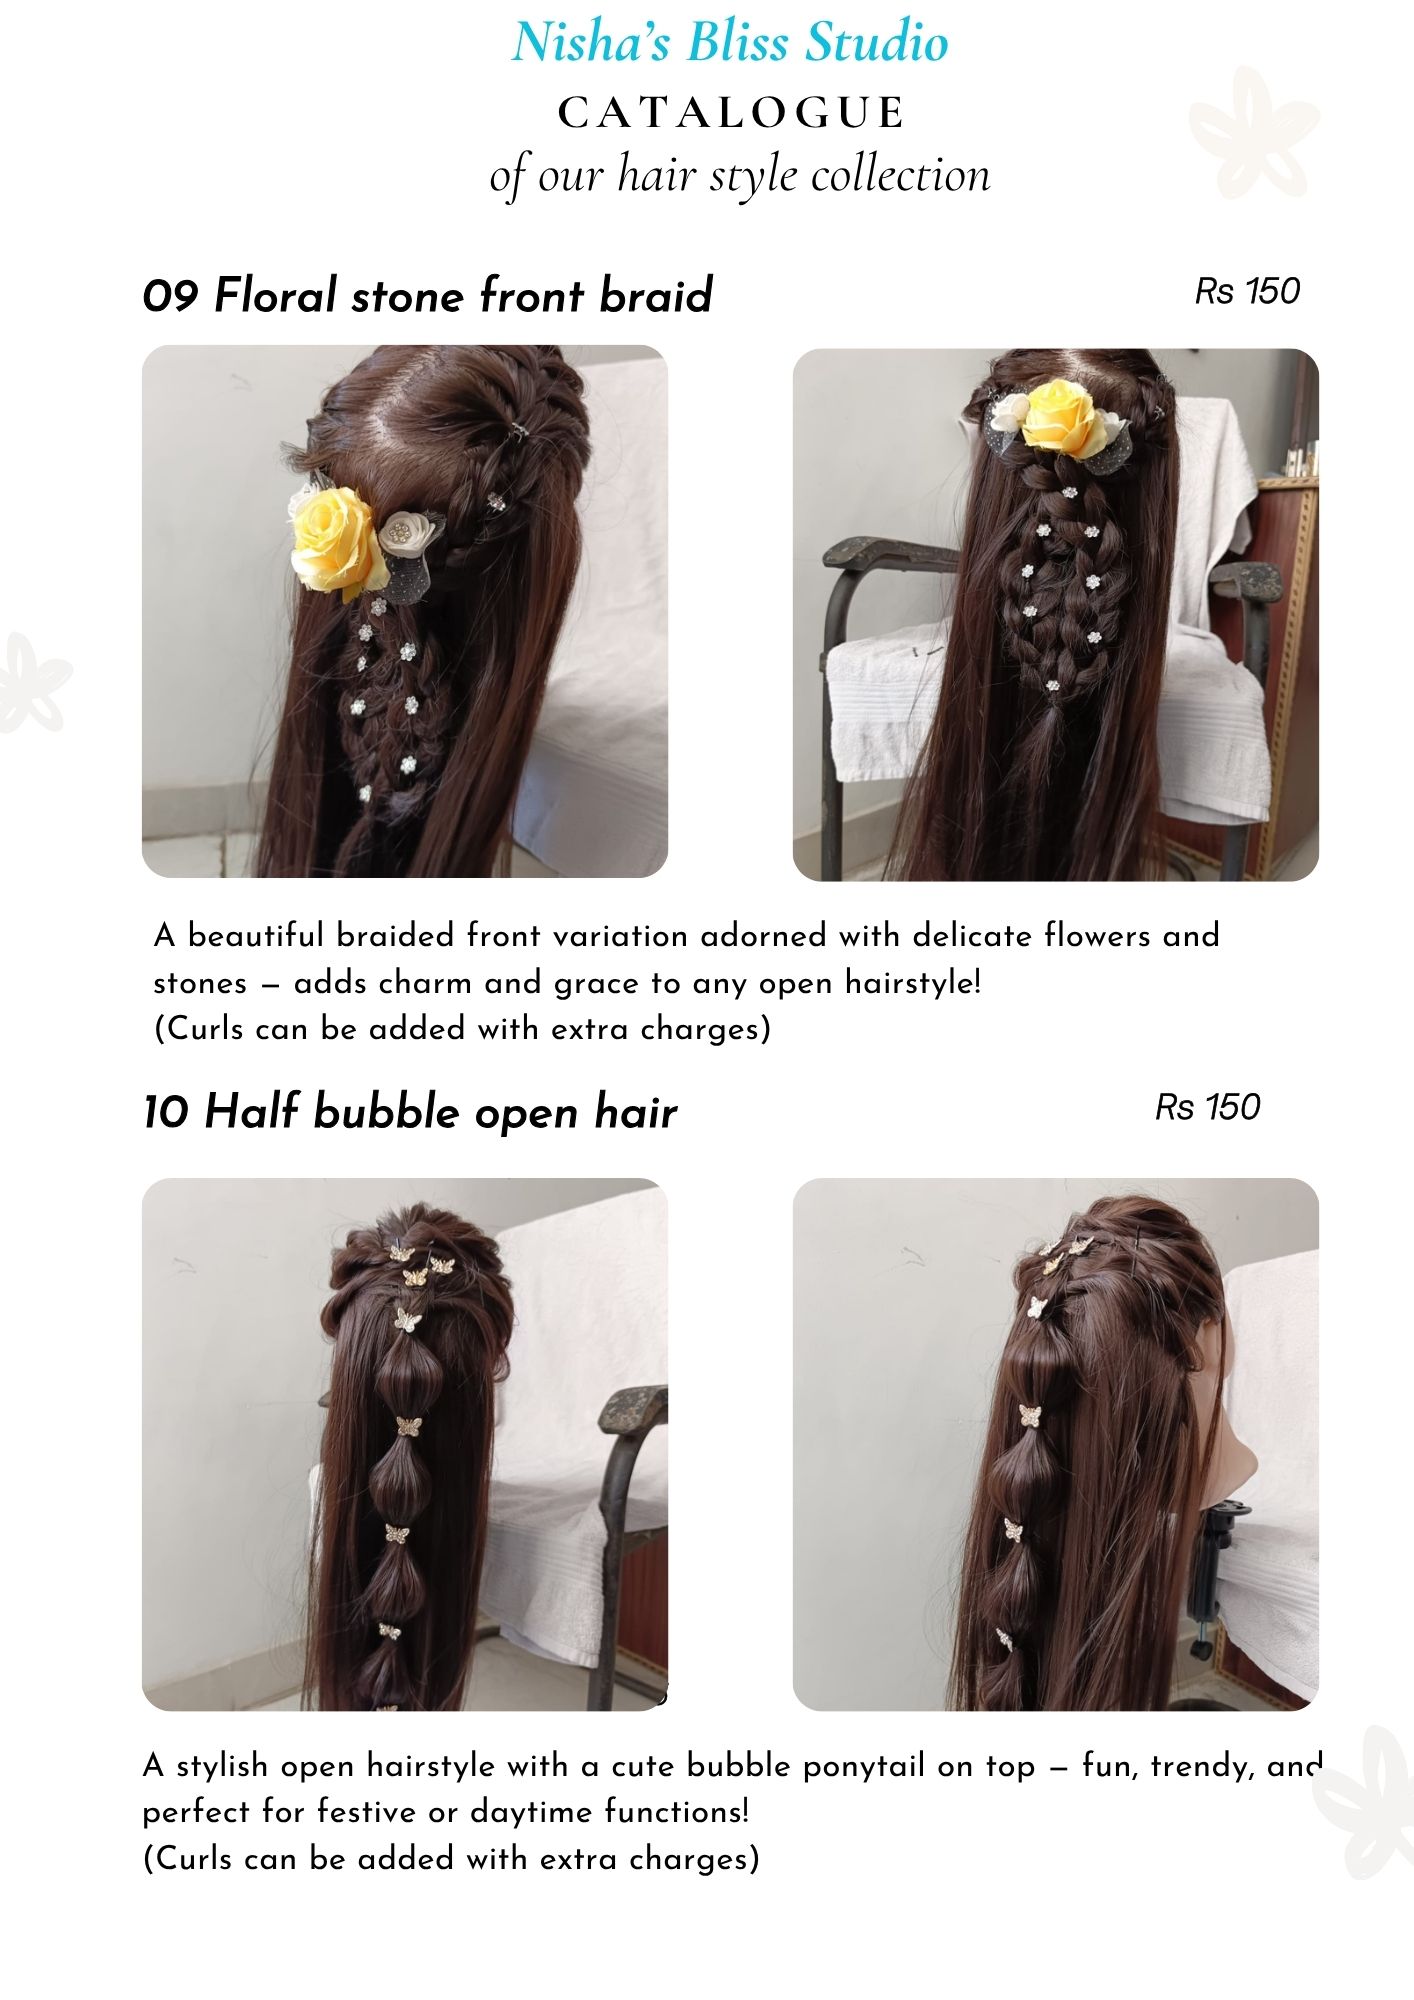 Nisha’s Bliss Studio
CATALOGUE
of our hair style collection
09 Floral stone front braid
Rs 150
A beautiful braided front variation adorned with delicate flowers and
stones – adds charm and grace to any open hairstyle!
(Curls can be added with extra charges)
10 Half bubble open hair
Rs 150
A stylish open hairstyle with a cute bubble ponytail on top – fun, trendy, and
perfect for festive or daytime functions!
(Curls can be added with extra charges)